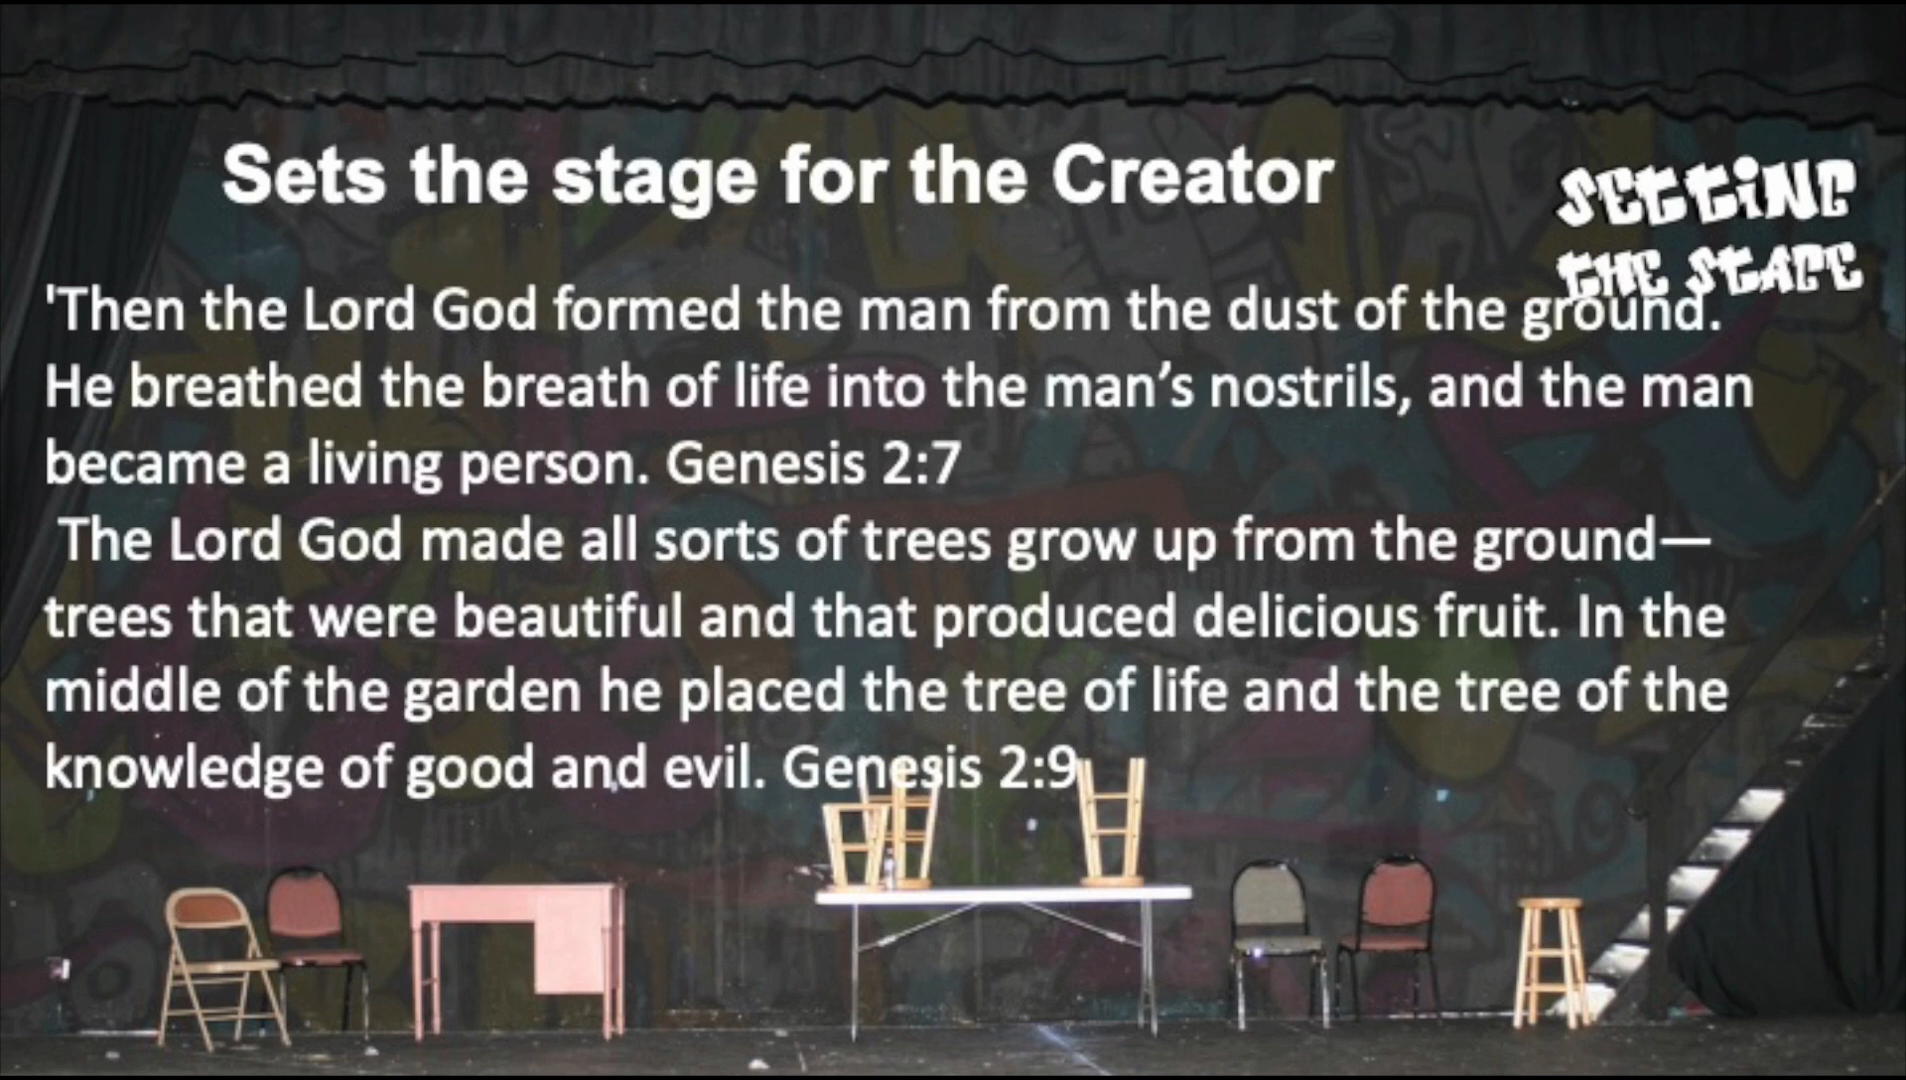 Sets the stage for the Creator
SETTING
THE STAGE
'Then the Lord God formed the man from the dust of the ground.
He breathed the breath of life into the man’s nostrils, and the man
became a living person. Genesis 2:7
The Lord God made all sorts of trees grow up from the ground—
trees that were beautiful and that produced delicious fruit. In the
middle of the garden he placed the tree of life and the tree of the
knowledge of good and evil. Genesis 2:9